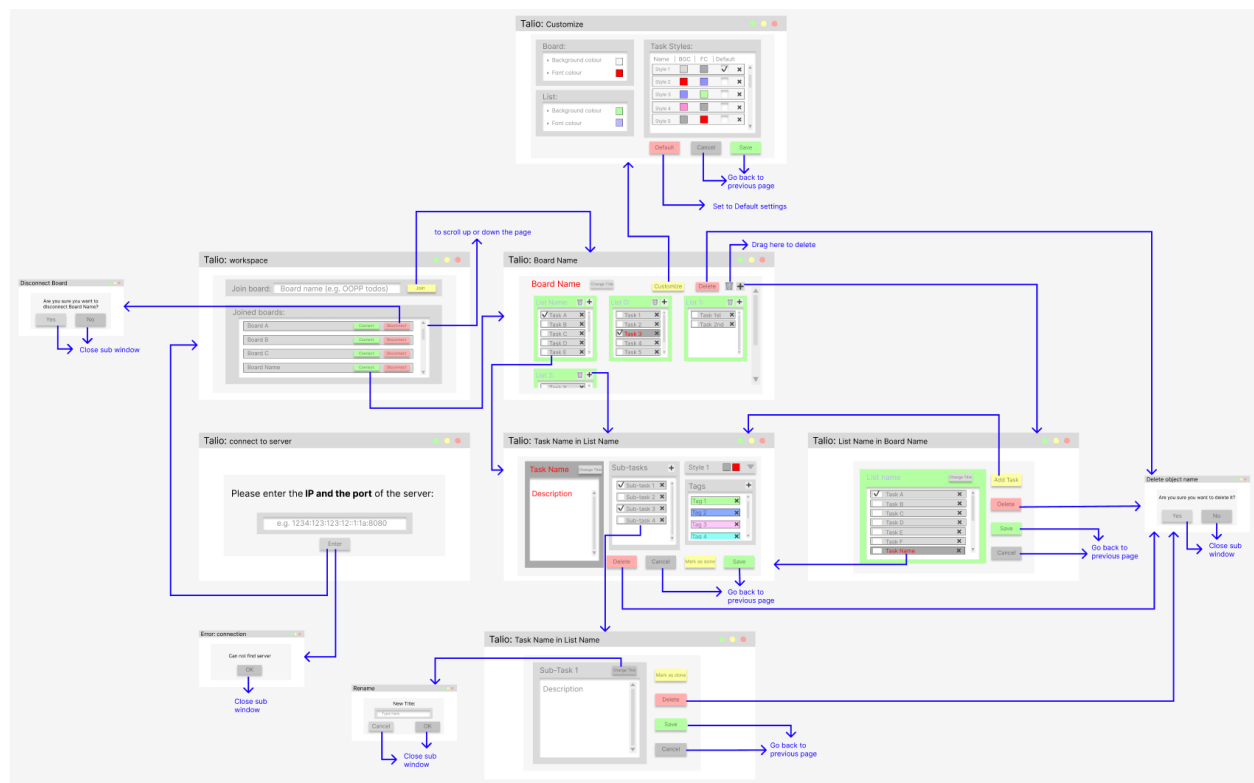 Talio: Customize
Board:
• Background colour
• Font colour
List:
• Background colour
• Font colour
Task Styles:
Name | BGC | FC | Default
Style 1
Style 2
Style 3
Style 4
Style 5
Default
Cancel
Save
Go back to
previous page
Set to Default settings
to scroll up or down the page
Drag here to delete
Talio: workspace
Join board:
Board name (e.g. OOPP todos)
Join
Joined boards:
Board A
Connect
Disconnect
Board B
Connect
Disconnect
Board C
Connect
Disconnect
Board Name
Connect
Disconnect
Disconnect Board
Are you sure you want to
disconnect Board Name?
Yes
No
Close sub window
Talio: Board Name
Board Name
Change Title
Customize
Delete
List Name
Task A
Task B
Task C
Task D
Task E
Task 1
Task 2
Task 3
Task 4
Task 5
Task 1st
Task 2nd
Talio: connect to server
Please enter the IP and the port of the server:
e.g. 1234:123:123:12::1:1a:8080
Enter
Error: connection
Can not find server
OK
Close sub
window
Talio: Task Name in List Name
Task Name
Change Title
Description
Sub-tasks
Sub-task 1
Sub-task 2
Sub-task 3
Sub-task 4
Style 1
Tags
Tag 1
Tag 2
Tag 3
Tag 4
Delete
Cancel
Mark as done
Save
Go back to
previous page
Talio: List Name in Board Name
List name
Change Title
Task A
Task B
Task C
Task D
Task E
Task F
Task Name
Add Task
Delete
Save
Cancel
Go back to
previous page
Delete object name
Are you sure you want to delete it?
Yes
No
Close sub
window
Talio: Task Name in List Name
Sub-Task 1
Change Title
Description
Mark as done
Delete
Save
Cancel
Go back to
previous page
Rename
New Title:
Type here
Cancel
OK
Close sub
window